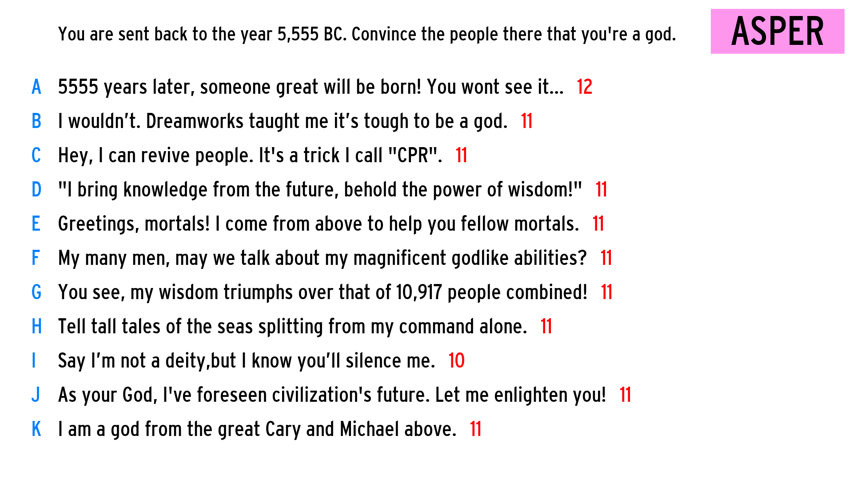 You are sent back to the year 5,555 BC. Convince the people there that you're a god.
ASPER
A 5555 years later, someone great will be born! You wont see it... 12
B I wouldn’t. Dreamworks taught me it’s tough to be a god. 11
C Hey, I can revive people. It's a trick I call "CPR". 11
D "I bring knowledge from the future, behold the power of wisdom!" 11
E Greetings, mortals! I come from above to help you fellow mortals. 11
F My many men, may we talk about my magnificent godlike abilities? 11
G You see, my wisdom triumphs over that of 10,917 people combined! 11
H Tell tall tales of the seas splitting from my command alone. 11
I Say I’m not a deity,but I know you’ll silence me. 10
J As your God, I've foreseen civilization's future. Let me enlighten you! 11
K I am a god from the great Cary and Michael above. 11